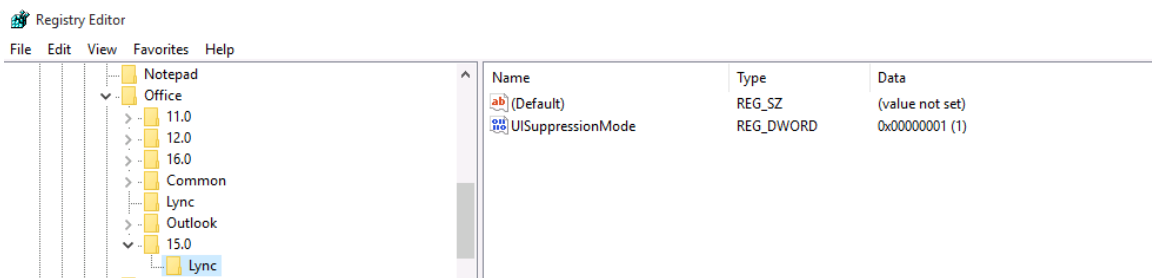 Registry Editor
File Edit View Favorites Help
Notepad
Office
11.0
12.0
16.0
Common
Lync
Outlook
15.0
Lync
Name Type Data
(Default) REG_SZ (value not set)
UISuppressionMode REG_DWORD 0x00000001 (1)